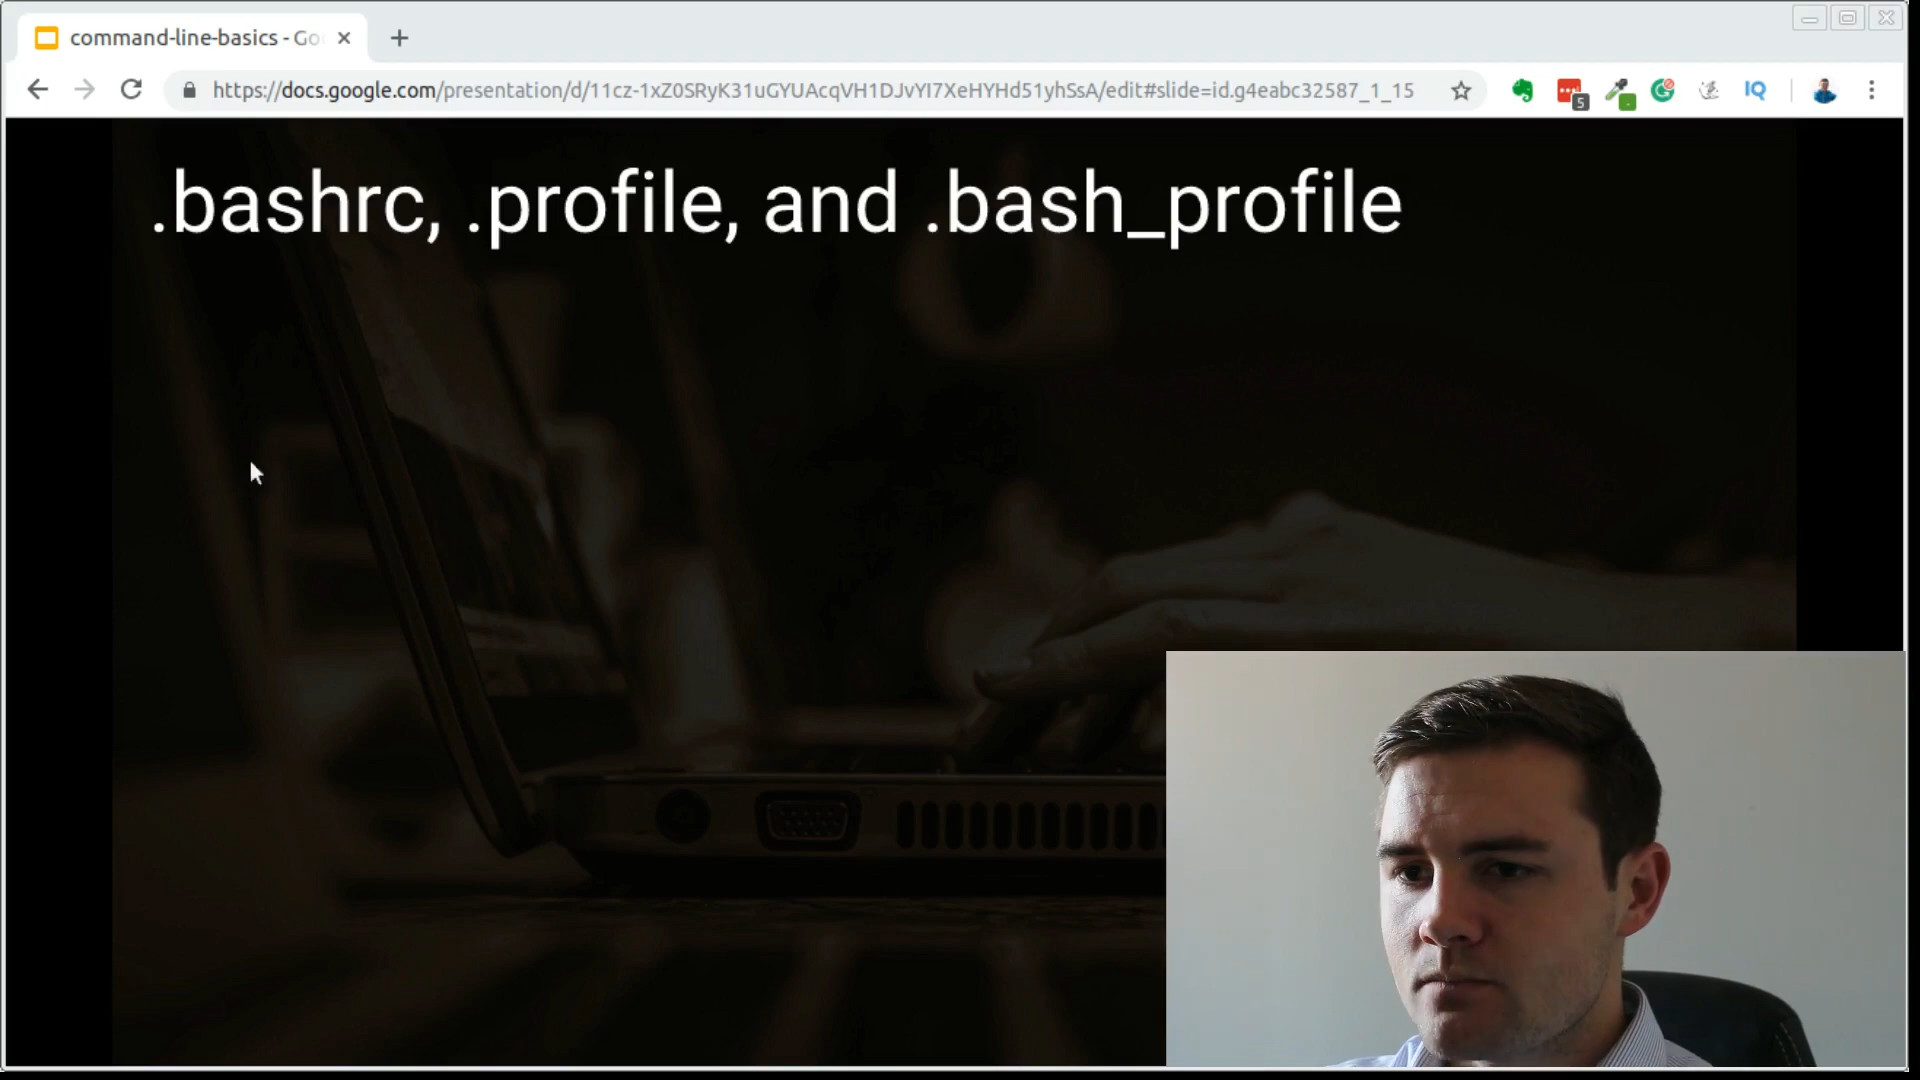 command-line-basics - Go
https://docs.google.com/presentation/d/11cz-1xZ0SRyK31uGYUAcqVH1DJvYI7XeHYHd51yhSsA/edit#slide=id.g4eabc32587_1_15
5
IQ
.bashrc, .profile, and .bash_profile